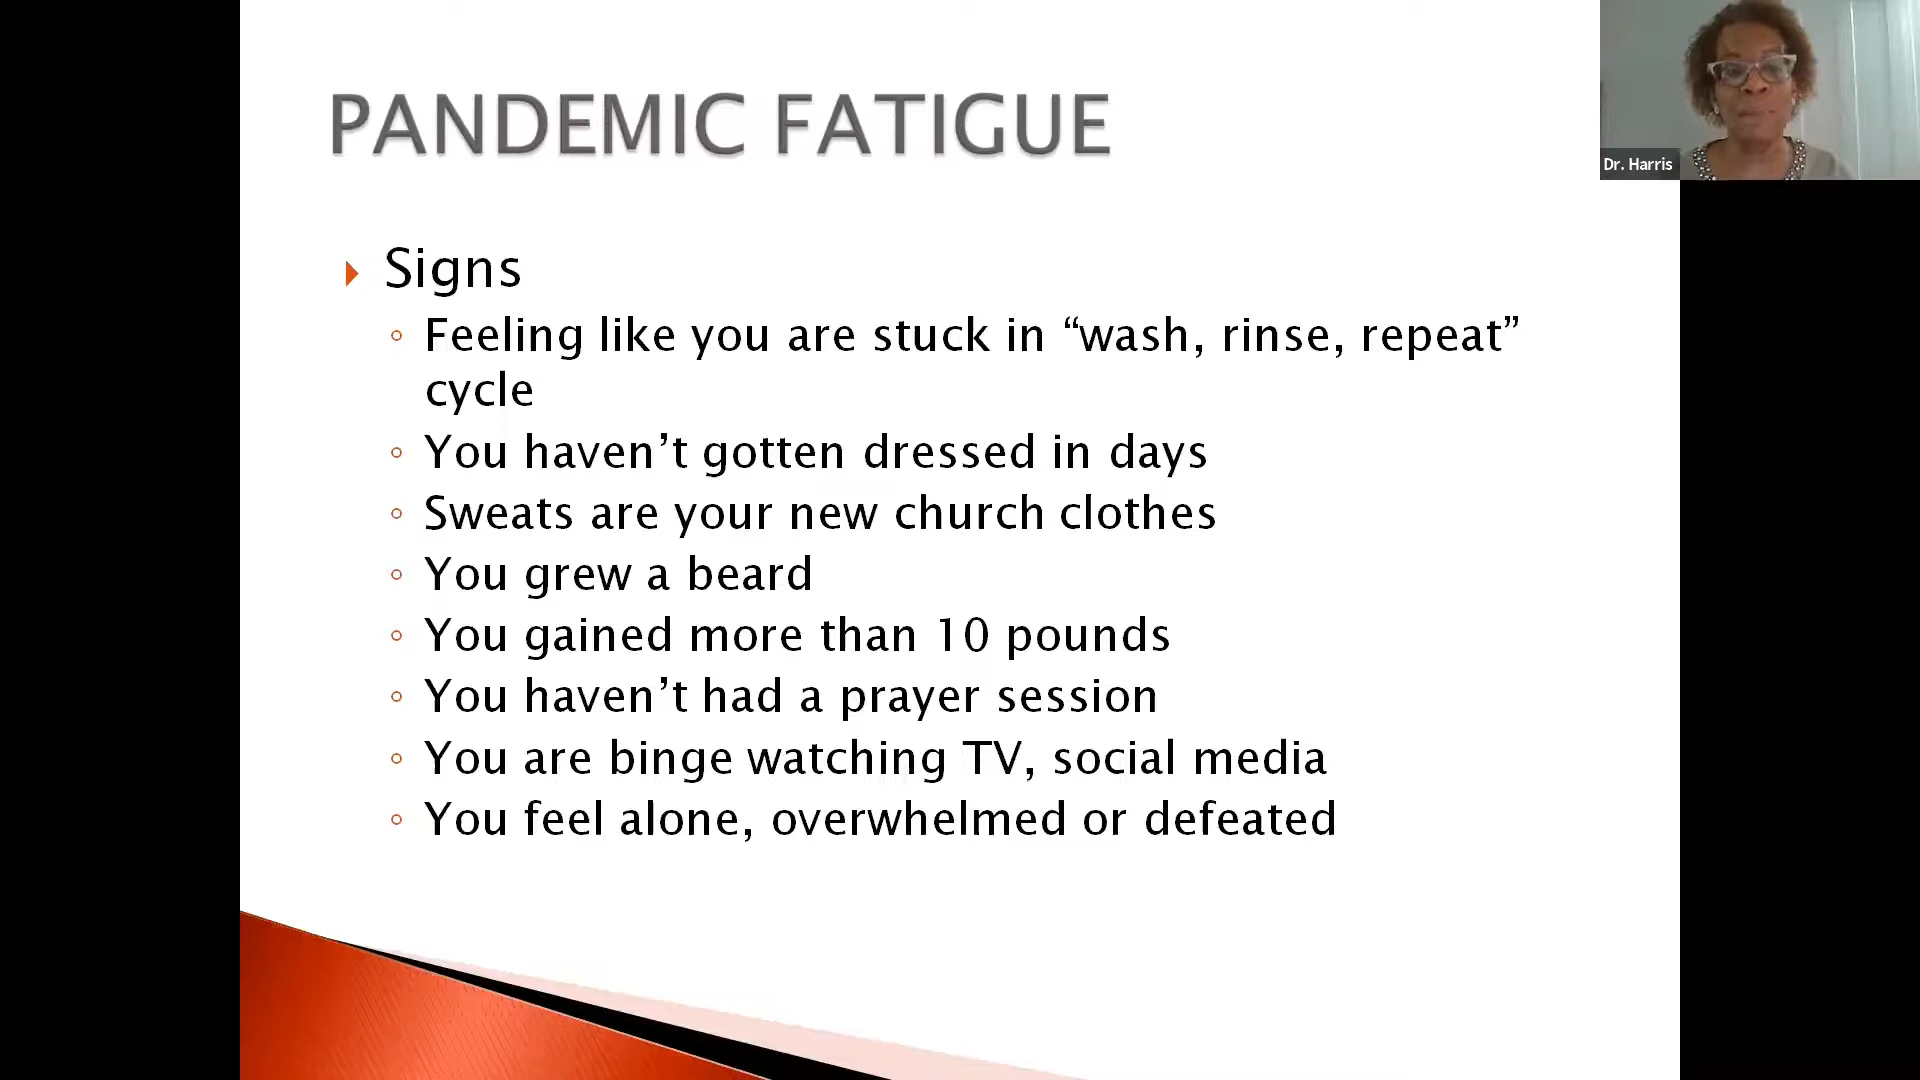 PANDEMIC FATIGUE
Dr. Harris
Signs
Feeling like you are stuck in “wash, rinse, repeat”
cycle
You haven’t gotten dressed in days
Sweats are your new church clothes
You grew a beard
You gained more than 10 pounds
You haven’t had a prayer session
You are binge watching TV, social media
You feel alone, overwhelmed or defeated